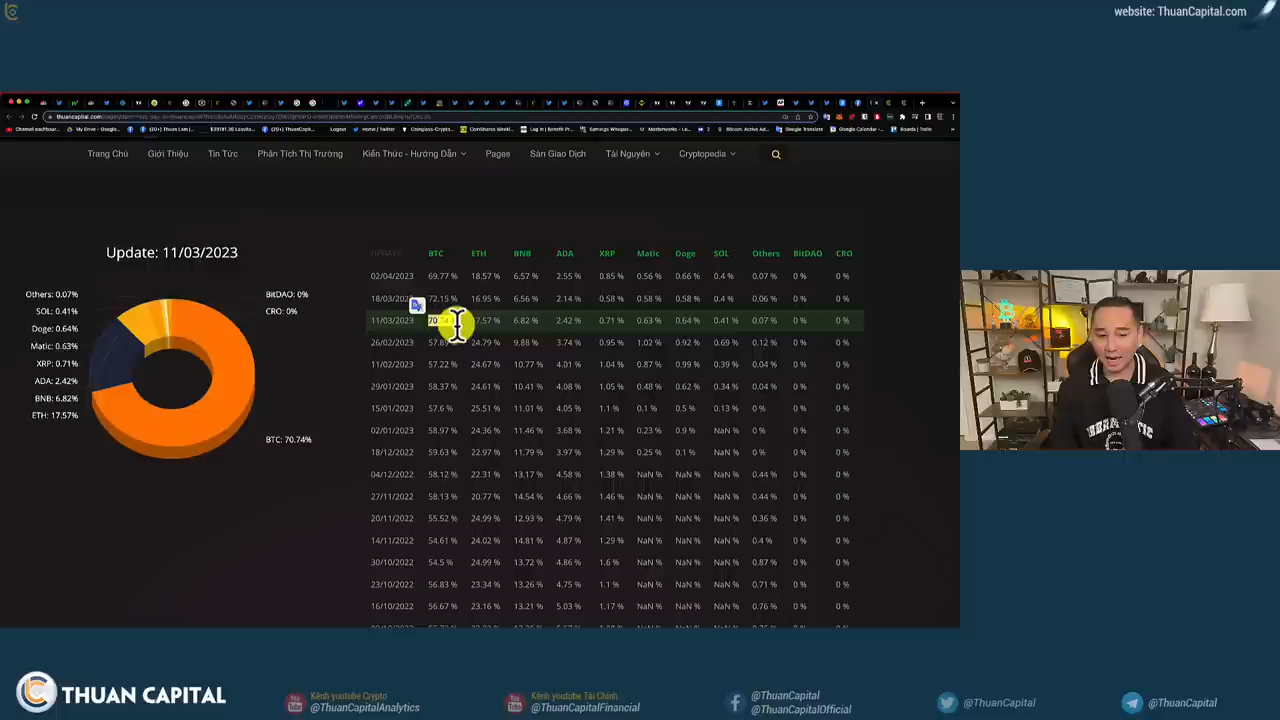 website: ThuanCapital.com
Trang Chủ Giới Thiệu Tin Tức Phân Tích Thị Trường Kiến Thức - Hướng Dẫn Pages Sàn Giao Dịch Tài Nguyên Cryptopedia
Update: 11/03/2023
Others: 0.07%
SOL: 0.41%
Doge: 0.64%
Matic: 0.63%
XRP: 0.71%
ADA: 2.42%
BNB: 6.82%
ETH: 17.57%
BitDAO: 0%
CRO: 0%
BTC: 70.74%
UPDATE BTC ETH BNB ADA XRP Matic Doge SOL Others BitDAO CRO
02/04/2023 69.77 % 18.57 % 6.57 % 2.55 % 0.85 % 0.56 % 0.66 % 0.4 % 0.07 % 0 % 0 %
18/03/2023 72.15 % 16.95 % 6.56 % 2.14 % 0.58 % 0.58 % 0.58 % 0.4 % 0.06 % 0 % 0 %
11/03/2023 6.82 % 2.42 % 0.71 % 0.63 % 0.64 % 0.41 % 0.07 % 0 % 0 %
26/02/2023 24.79 % 9.88 % 3.74 % 0.95 % 1.02 % 0.92 % 0.69 % 0.12 % 0 % 0 %
11/02/2023 57.22 % 24.67 % 10.77 % 4.01 % 1.04 % 0.87 % 0.99 % 0.39 % 0.04 % 0 % 0 %
29/01/2023 58.37 % 24.61 % 10.41 % 4.08 % 1.05 % 0.48 % 0.62 % 0.34 % 0.04 % 0 % 0 %
15/01/2023 57.6 % 25.51 % 11.01 % 4.05 % 1.1 % 0.1 % 0.5 % 0.13 % 0 % 0 % 0 %
02/01/2023 58.97 % 24.36 % 11.46 % 3.68 % 1.21 % 0.23 % 0.9 % NaN % 0 % 0 % 0 %
18/12/2022 59.63 % 22.97 % 11.79 % 3.97 % 1.29 % 0.25 % 0.1 % NaN % 0 % 0 % 0 %
04/12/2022 58.12 % 22.31 % 13.17 % 4.58 % 1.38 % NaN % NaN % NaN % 0.44 % 0 % 0 %
27/11/2022 58.13 % 20.77 % 14.54 % 4.66 % 1.46 % NaN % NaN % NaN % 0.44 % 0 % 0 %
20/11/2022 55.52 % 24.99 % 12.93 % 4.79 % 1.41 % NaN % NaN % NaN % 0.36 % 0 % 0 %
14/11/2022 54.61 % 24.02 % 14.81 % 4.87 % 1.29 % NaN % NaN % NaN % 0.4 % 0 % 0 %
30/10/2022 54.5 % 24.99 % 13.72 % 4.86 % 1.6 % NaN % NaN % NaN % 0.87 % 0 % 0 %
23/10/2022 56.83 % 23.34 % 13.26 % 4.75 % 1.1 % NaN % NaN % NaN % 0.71 % 0 % 0 %
16/10/2022 56.67 % 23.16 % 13.21 % 5.03 % 1.17 % NaN % NaN % NaN % 0.76 % 0 % 0 %
THUAN CAPITAL
Kênh youtube Crypto
@ThuanCapitalAnalytics
Kênh youtube Tài Chính
@ThuanCapitalFinancial
@ThuanCapital
@ThuanCapitalOfficial
@ThuanCapital
@ThuanCapital